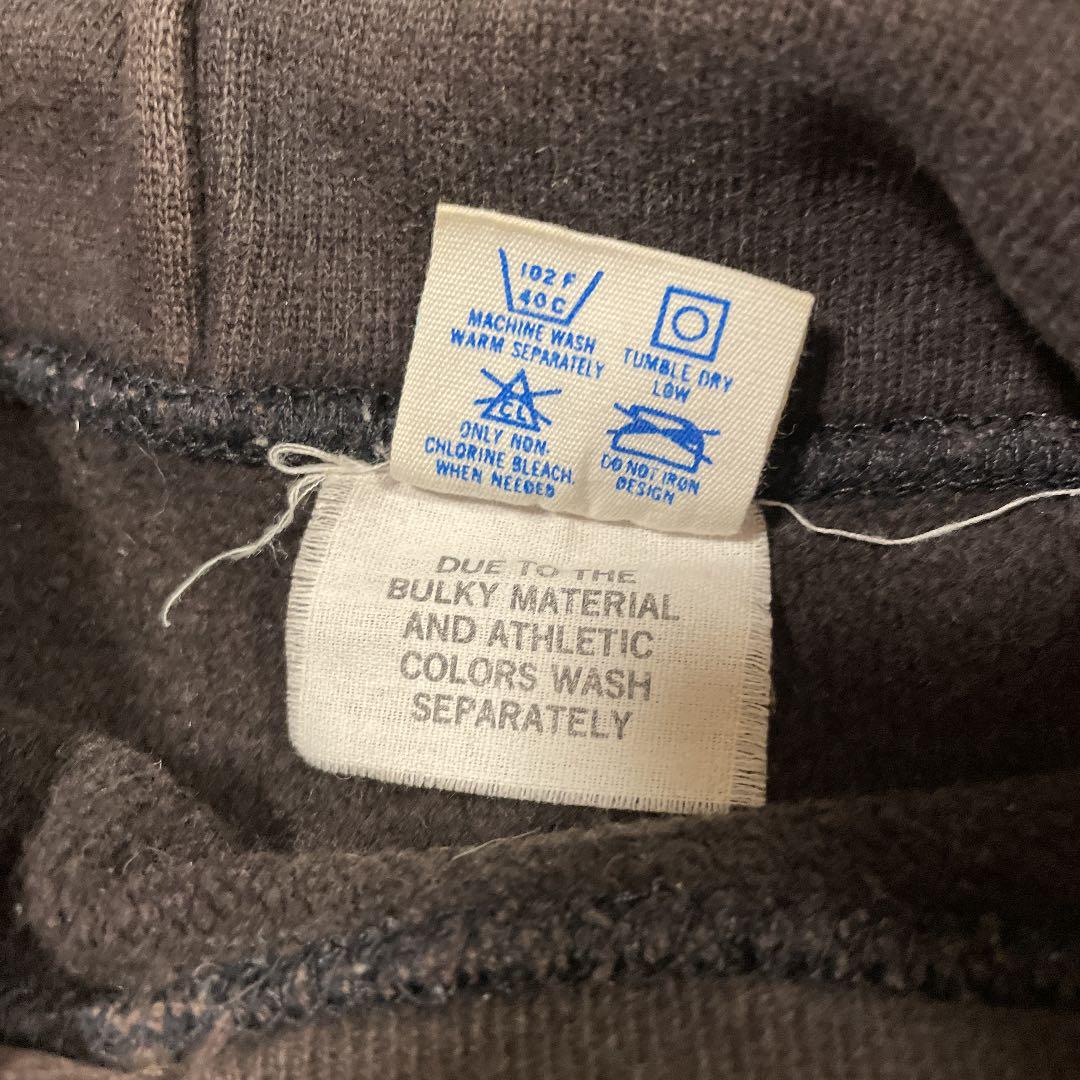 102 F
40 C
MACHINE WASH
WARM SEPARATELY
TUMBLE DRY
LOW
CL
ONLY NON.
CHLORINE BLEACH.
WHEN NEEDED
DO NOT IRON
DESIGN
DUE TO THE
BULKY MATERIAL
AND ATHLETIC
COLORS WASH
SEPARATELY